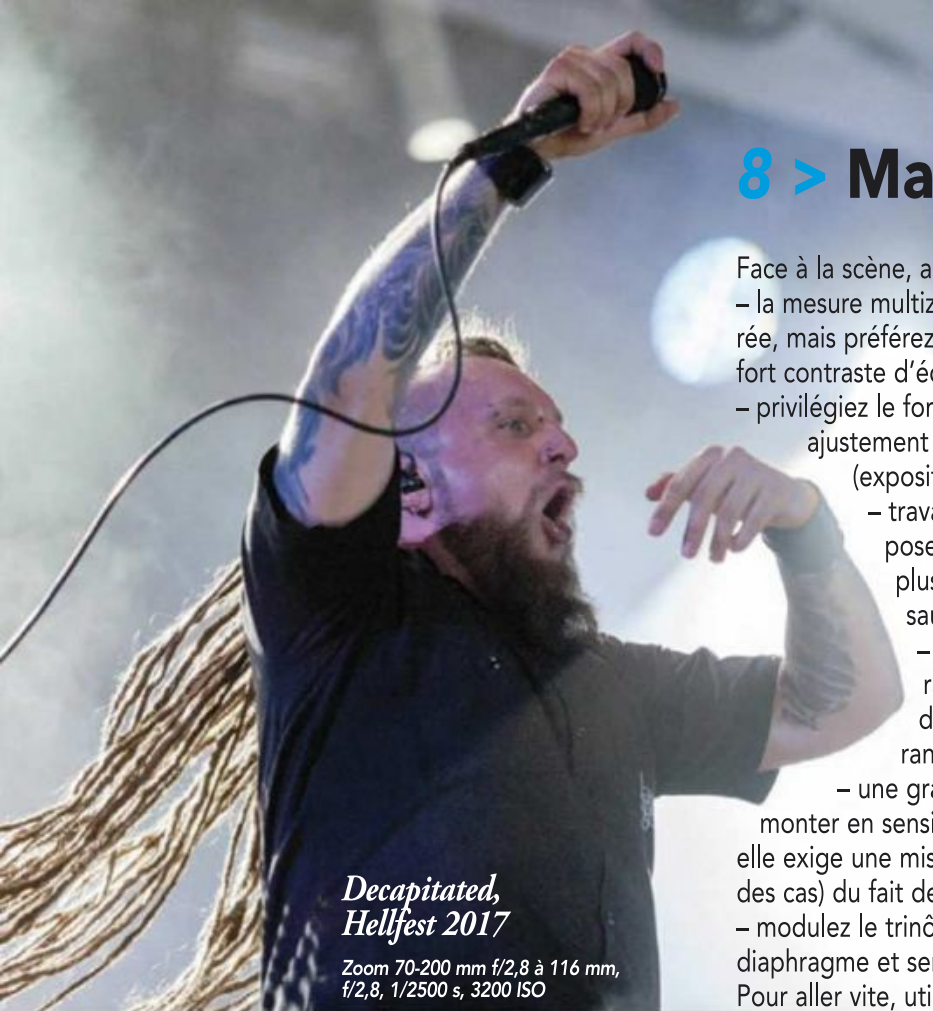 8 > Ma
Face à la scène, a
– la mesure multiz
rée, mais préférez
fort contraste d'éc
– privilégiez le for
ajustement
(exposit
– trava
pose
plus
sau
–
r
d
ran
– une gra
monter en sensi
elle exige une mis
des cas) du fait de
– modulez le trinô
diaphragme et sen
Pour aller vite, uti
Decapitated,
Hellfest 2017
Zoom 70-200 mm f/2,8 à 116 mm,
f/2,8, 1/2500 s, 3200 ISO